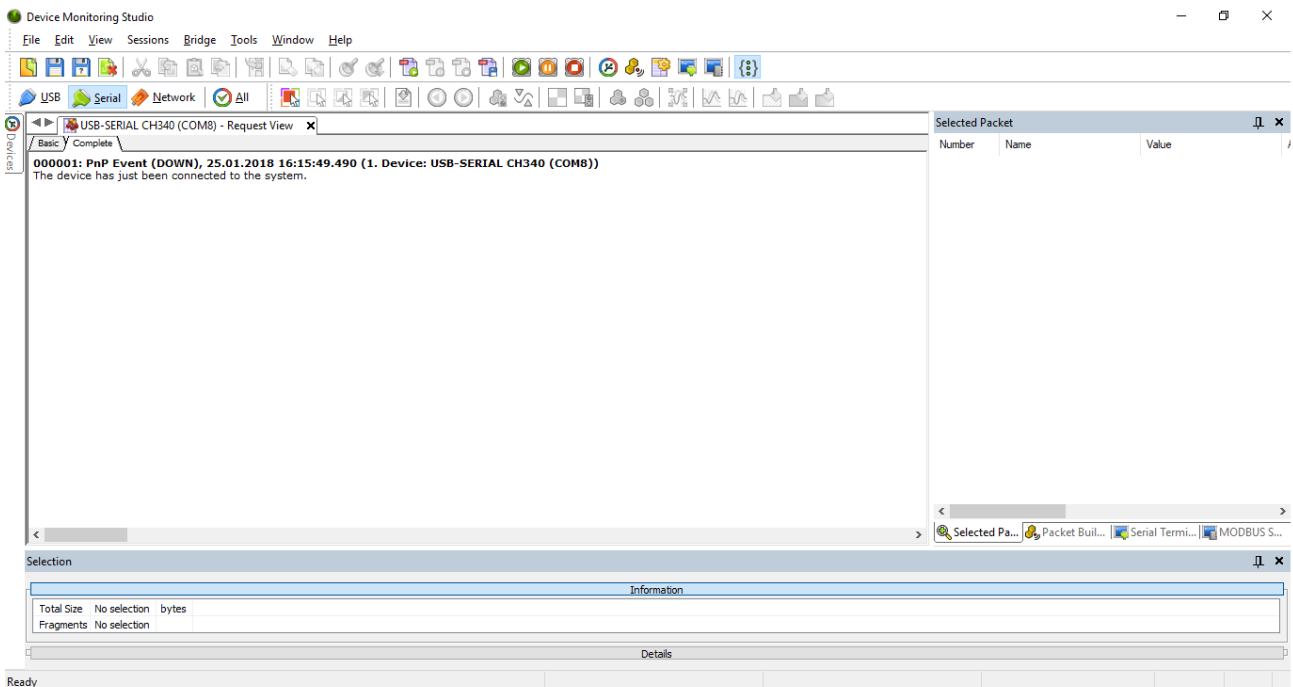 Device Monitoring Studio
File Edit View Sessions Bridge Tools Window Help
USB Serial Network All
Devices
USB-SERIAL CH340 (COM8) - Request View
Basic Complete
000001: PnP Event (DOWN), 25.01.2018 16:15:49.490 (1. Device: USB-SERIAL CH340 (COM8))
The device has just been connected to the system.
Selected Packet
Number Name Value
Selected Pa... Packet Buil... Serial Termi... MODBUS S...
Selection
Information
Total Size No selection bytes
Fragments No selection
Details
Ready